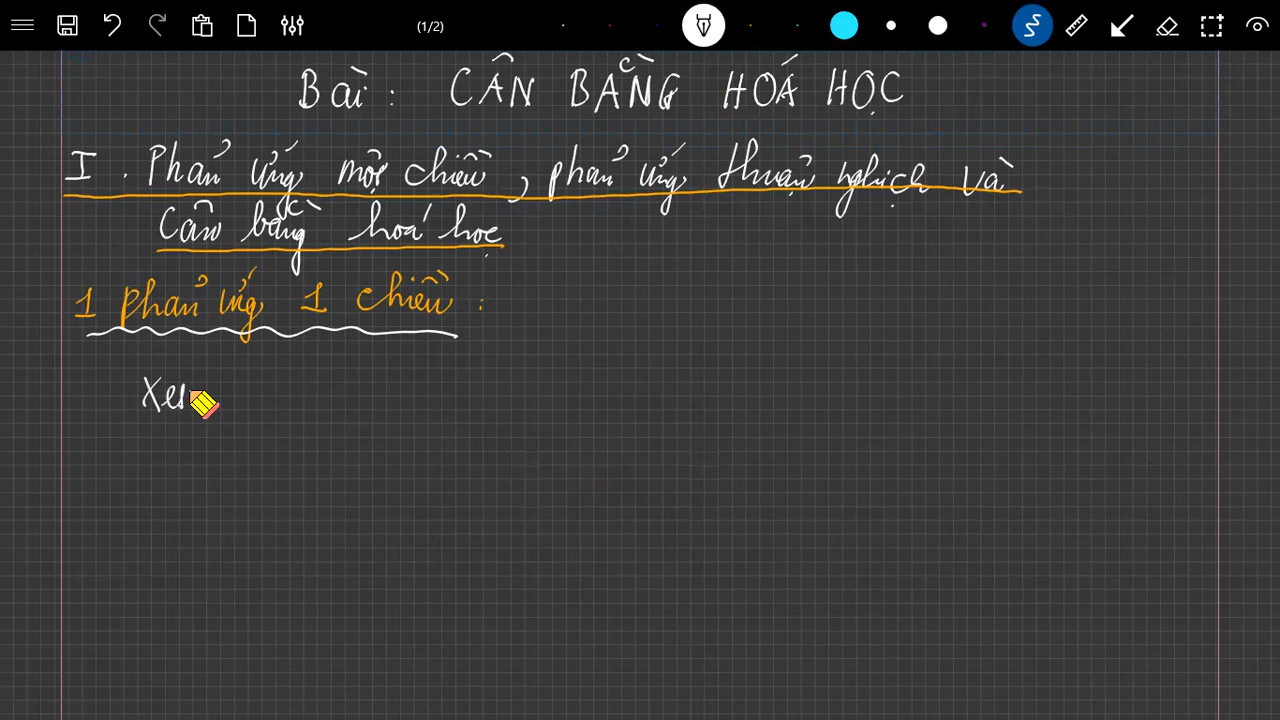 (1/2)
Bài : CÂN BẰNG HOÁ HỌC
I . Phản ứng một chiều , phản ứng thuận nghịch và
Cân bằng hoá học
1 phản ứng 1 chiều :